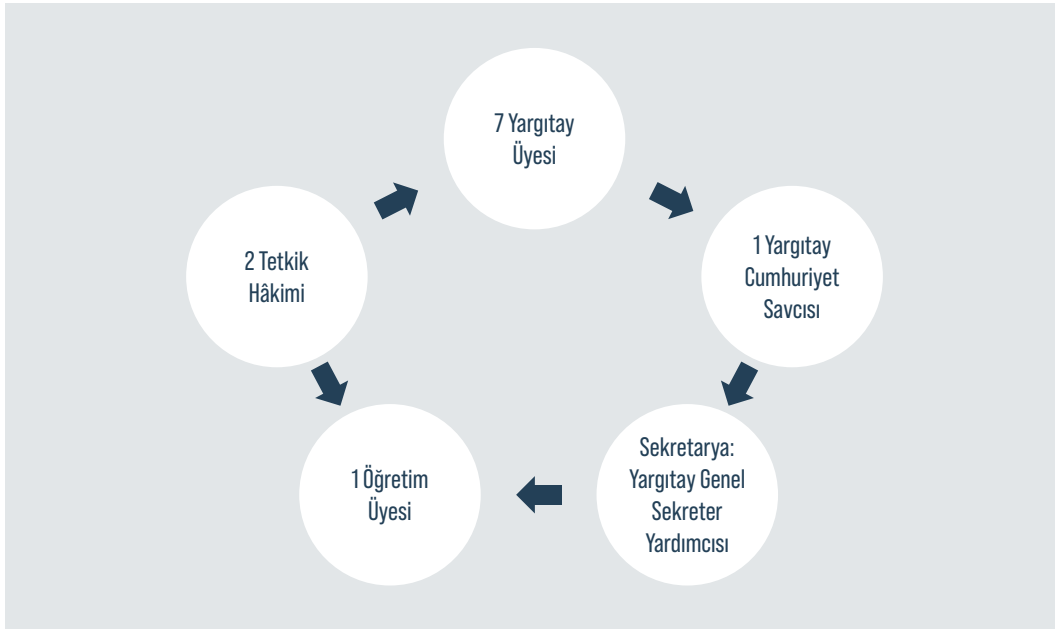 7 Yargıtay
Üyesi
1 Yargıtay
Cumhuriyet
Savcısı
Sekretarya:
Yargıtay Genel
Sekreter
Yardımcısı
1 Öğretim
Üyesi
2 Tetkik
Hâkimi